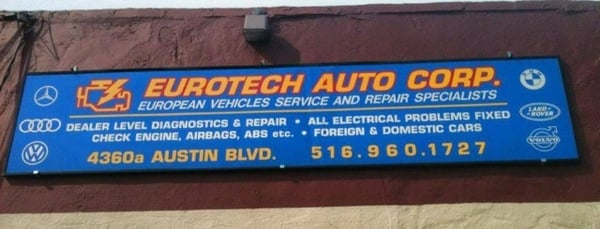 EUROTECH AUTO CORP.
EUROPEAN VEHICLES SERVICE AND REPAIR SPECIALISTS
DEALER LEVEL DIAGNOSTICS & REPAIR • ALL ELECTRICAL PROBLEMS FIXED
CHECK ENGINE, AIRBAGS, ABS etc. • FOREIGN & DOMESTIC CARS
4360a AUSTIN BLVD. 516.960.1727
BMW
LAND-ROVER
VOLVO